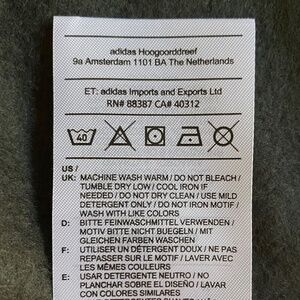 adidas Hoogoorddreef
9a Amsterdam 1101 BA The Netherlands
ET: adidas Imports and Exports Ltd
RN# 88387 CA# 40312
40
US /
UK: MACHINE WASH WARM / DO NOT BLEACH /
TUMBLE DRY LOW / COOL IRON IF
NEEDED / DO NOT DRY CLEAN / USE MILD
DETERGENT ONLY / DO NOT IRON MOTIF /
WASH WITH LIKE COLORS
D: BITTE FEINWASCHMITTEL VERWENDEN /
MOTIV BITTE NICHT BUEGELN / MIT
GLEICHEN FARBEN WASCHEN
F: UTILISER UN DÉTERGENT DOUX / NE PAS
REPASSER SUR LE MOTIF / LAVER AVEC
LES MÊMES COULEURS
E: USAR DETERGENTE NEUTRO / NO
PLANCHAR SOBRE EL DISEÑO / LAVAR
CON COLORES SIMILARES